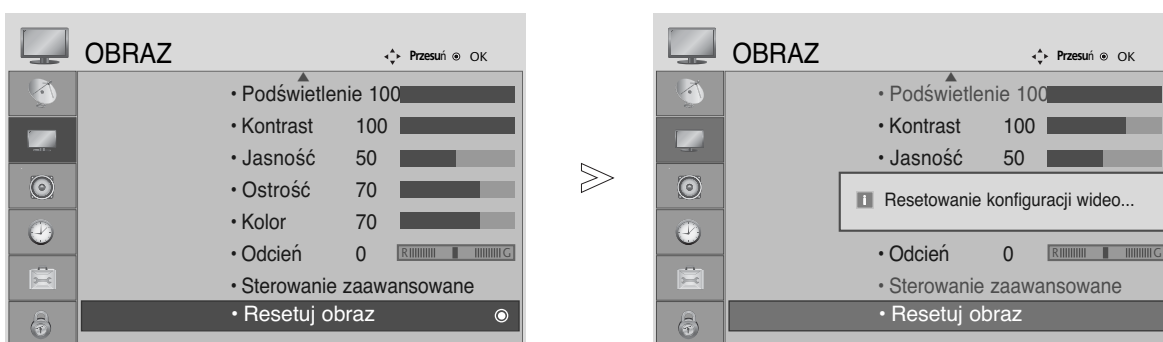 OBRAZ
Przesuń OK
• Podświetlenie 100
• Kontrast 100
• Jasność 50
• Ostrość 70
• Kolor 70
• Odcień 0 R G
• Sterowanie zaawansowane
• Resetuj obraz
OBRAZ
Przesuń OK
• Podświetlenie 100
• Kontrast 100
• Jasność 50
i Resetowanie konfiguracji wideo...
• Odcień 0 R G
• Sterowanie zaawansowane
• Resetuj obraz